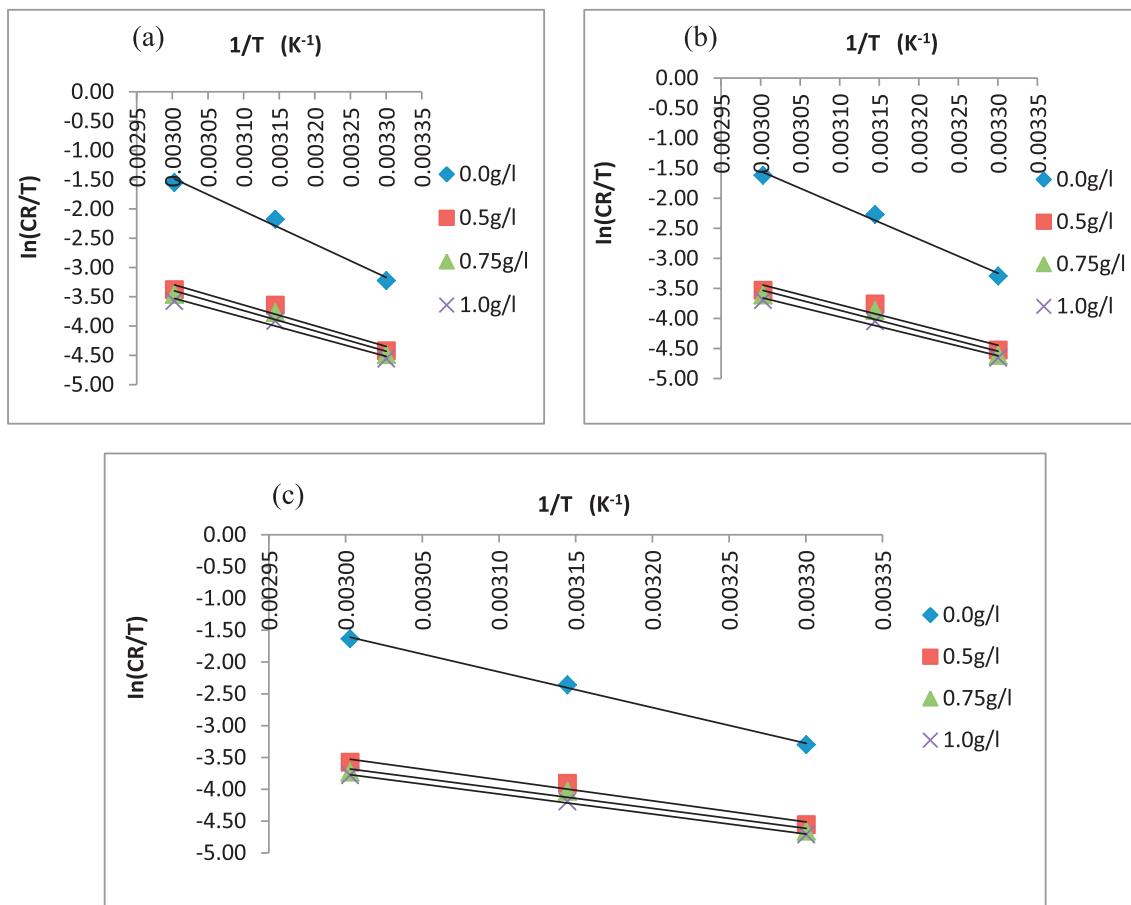 (a)
1/T (K⁻¹)
0.00295
0.00300
0.00305
0.00310
0.00315
0.00320
0.00325
0.00330
0.00335
0.00
-0.50
-1.00
-1.50
-2.00
-2.50
-3.00
-3.50
-4.00
-4.50
-5.00
ln(CR/T)
0.0g/l
0.5g/l
0.75g/l
1.0g/l
(b)
1/T (K⁻¹)
0.00295
0.00300
0.00305
0.00310
0.00315
0.00320
0.00325
0.00330
0.00335
0.00
-0.50
-1.00
-1.50
-2.00
-2.50
-3.00
-3.50
-4.00
-4.50
-5.00
ln(CR/T)
0.0g/l
0.5g/l
0.75g/l
1.0g/l
(c)
1/T (K⁻¹)
0.00295
0.00300
0.00305
0.00310
0.00315
0.00320
0.00325
0.00330
0.00335
0.00
-0.50
-1.00
-1.50
-2.00
-2.50
-3.00
-3.50
-4.00
-4.50
-5.00
ln(CR/T)
0.0g/l
0.5g/l
0.75g/l
1.0g/l